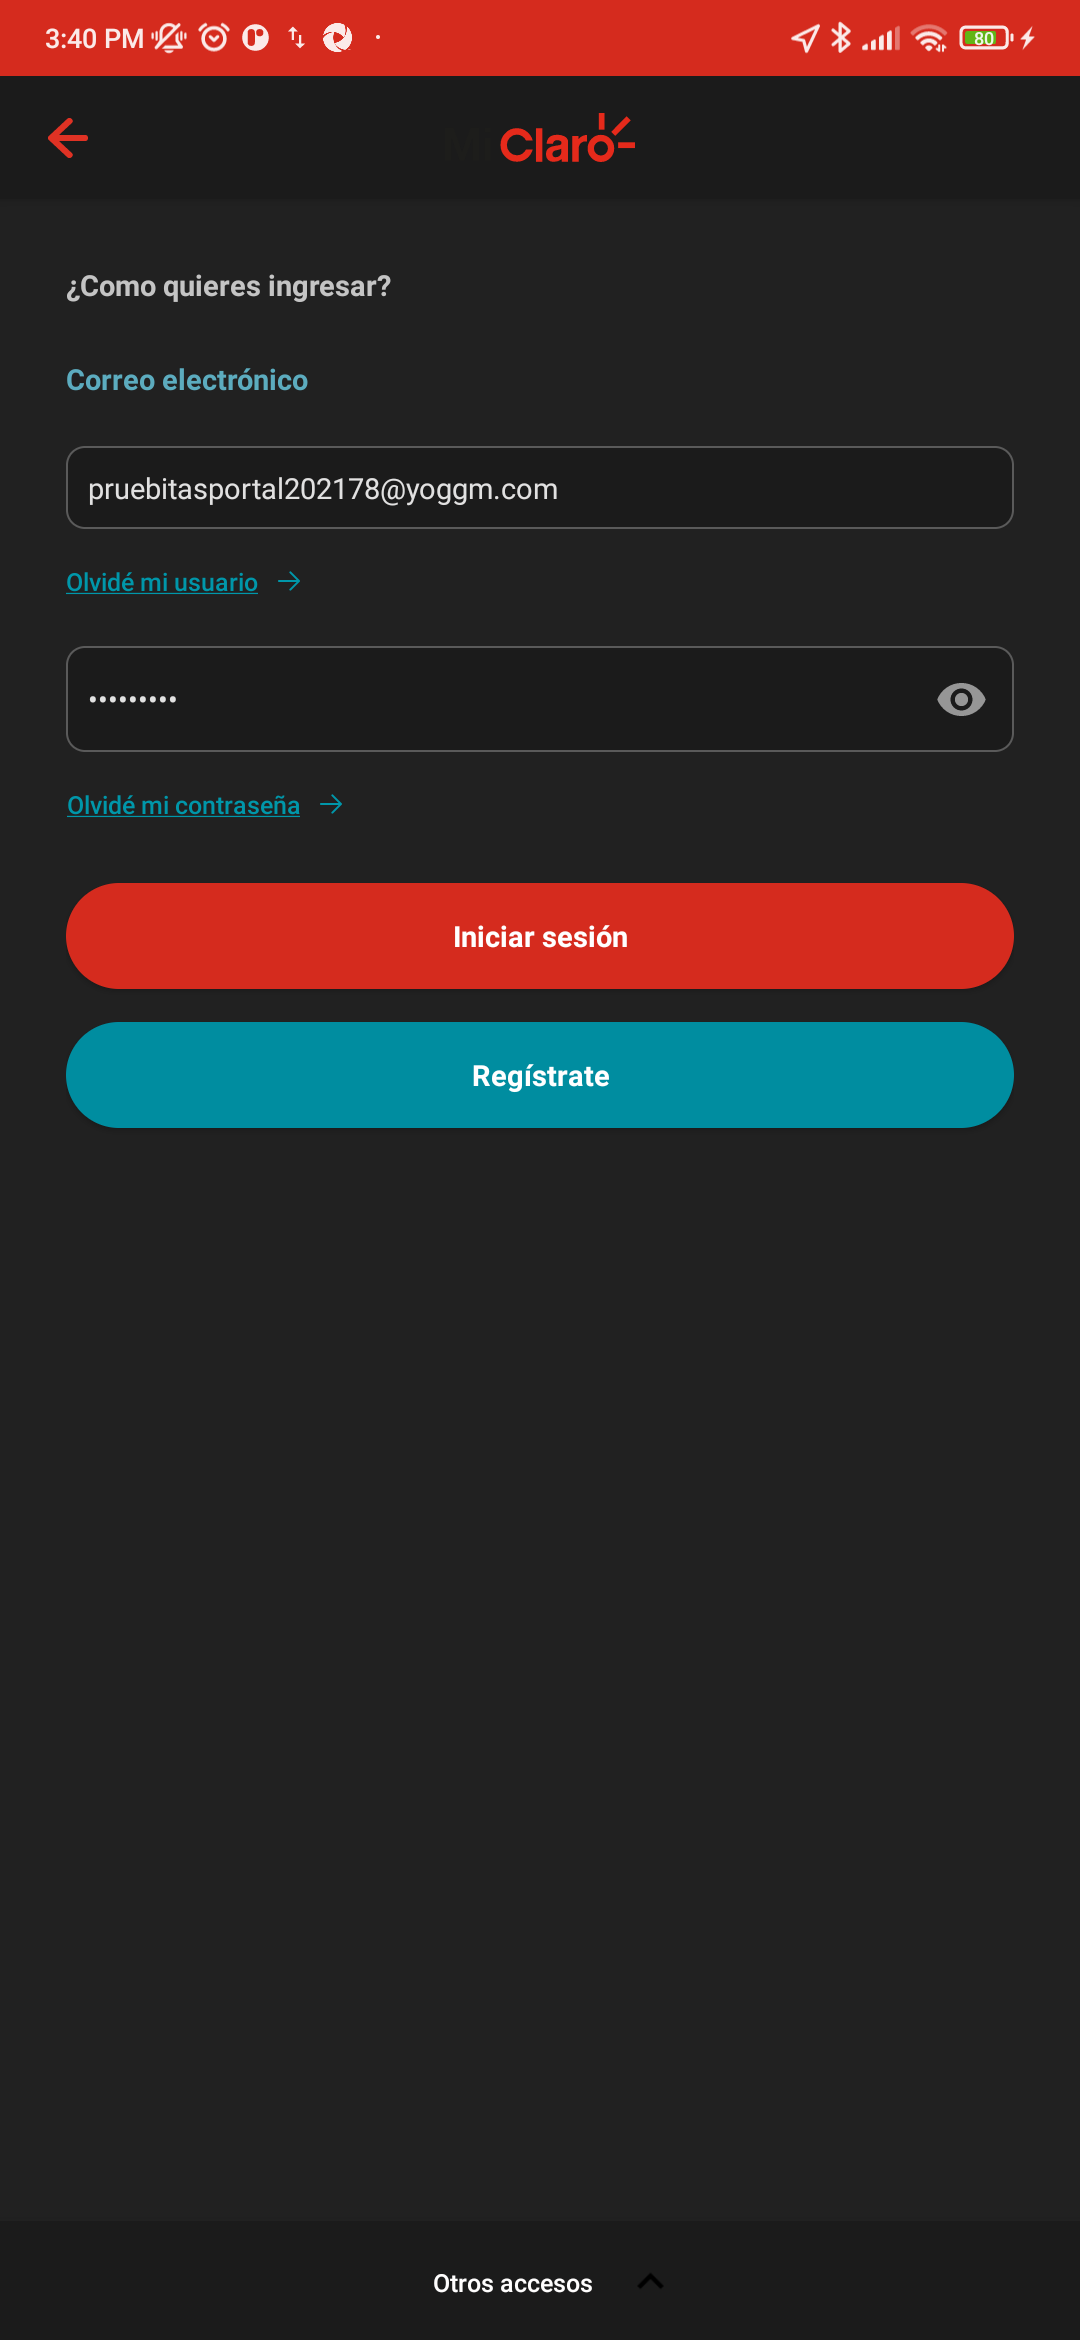 3:40 PM
80
Mi Claro
¿Como quieres ingresar?
Correo electrónico
pruebitasportal202178@yoggm.com
Olvidé mi usuario
•••••••••
Olvidé mi contraseña
Iniciar sesión
Regístrate
Otros accesos